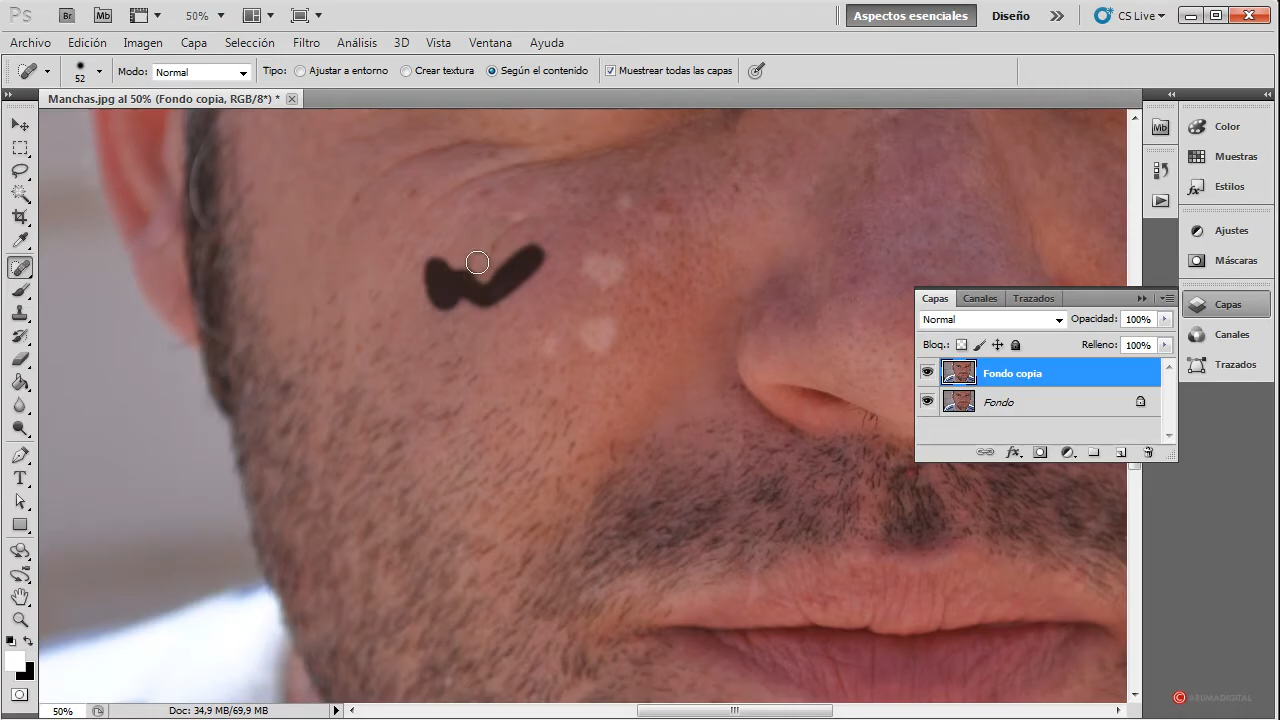 Ps Br Mb 50% Aspectos esenciales Diseño CS Live
Archivo Edición Imagen Capa Selección Filtro Análisis 3D Vista Ventana Ayuda
52 Modo: Normal Tipo: Ajustar a entorno Crear textura Según el contenido Muestrear todas las capas
Manchas.jpg al 50% (Fondo copia, RGB/8*) *
Mb
Color
Muestras
Estilos
Ajustes
Máscaras
Capas
Canales
Trazados
Capas Canales Trazados
Normal Opacidad: 100%
Bloq.: Relleno: 100%
Fondo copia
Fondo
fx
T
© ARUMADIGITAL
50% Doc: 34,9 MB/69,9 MB